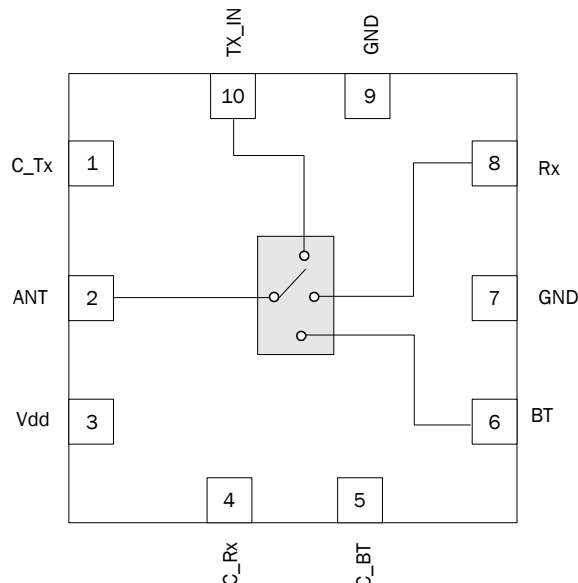 TX_IN
GND
10
9
C_Tx
1
8
Rx
ANT
2
7
GND
Vdd
3
6
BT
4
5
C_Rx
C_BT